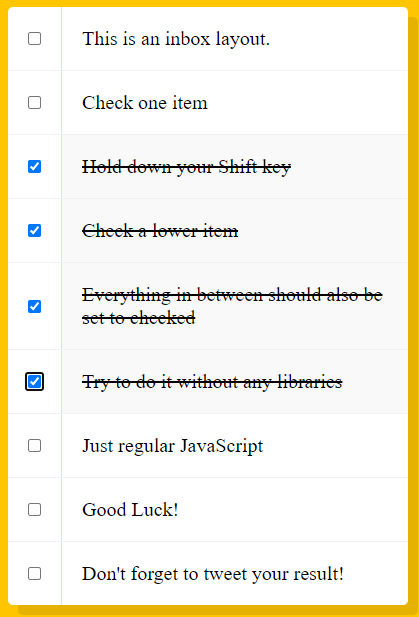 This is an inbox layout.
Check one item
Hold down your Shift key
Check a lower item
Everything in between should also be
set to checked
Try to do it without any libraries
Just regular JavaScript
Good Luck!
Don't forget to tweet your result!